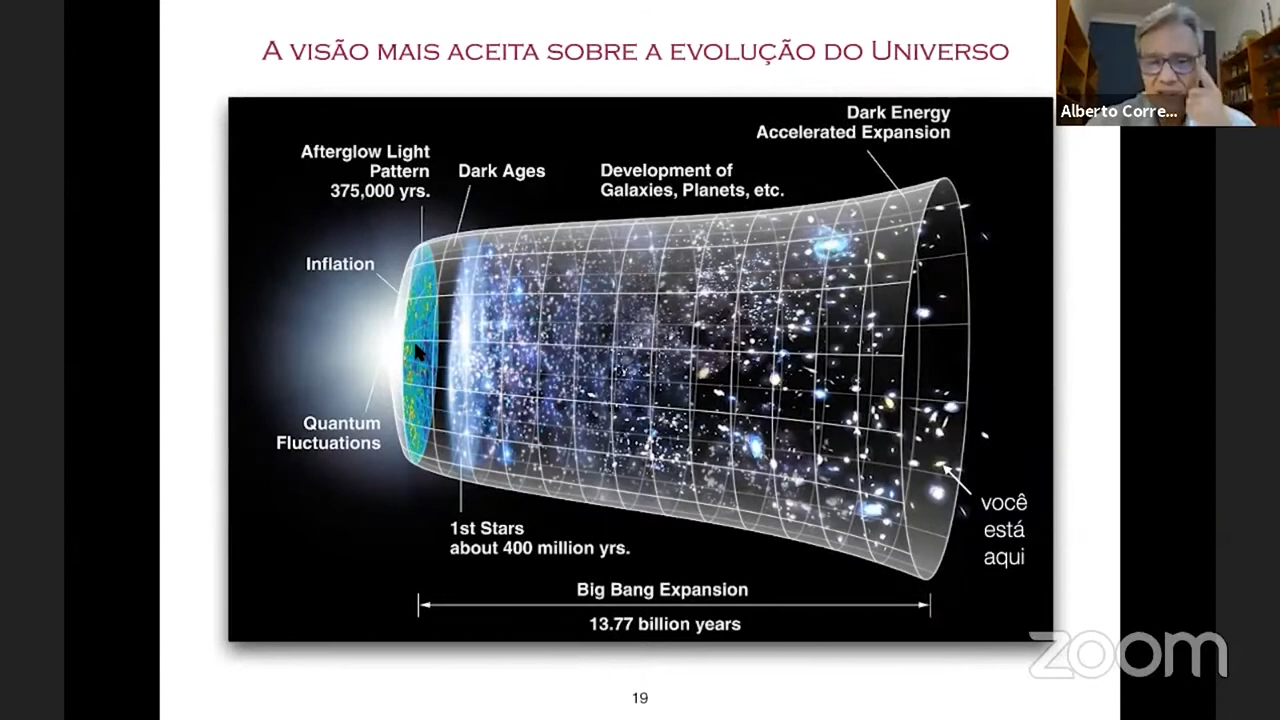 A VISÃO MAIS ACEITA SOBRE A EVOLUÇÃO DO UNIVERSO
Alberto Corre...
Dark Energy
Accelerated Expansion
Afterglow Light
Pattern
375,000 yrs.
Dark Ages
Development of
Galaxies, Planets, etc.
Inflation
Quantum
Fluctuations
você
está
aqui
1st Stars
about 400 million yrs.
Big Bang Expansion
13.77 billion years
zoom
19